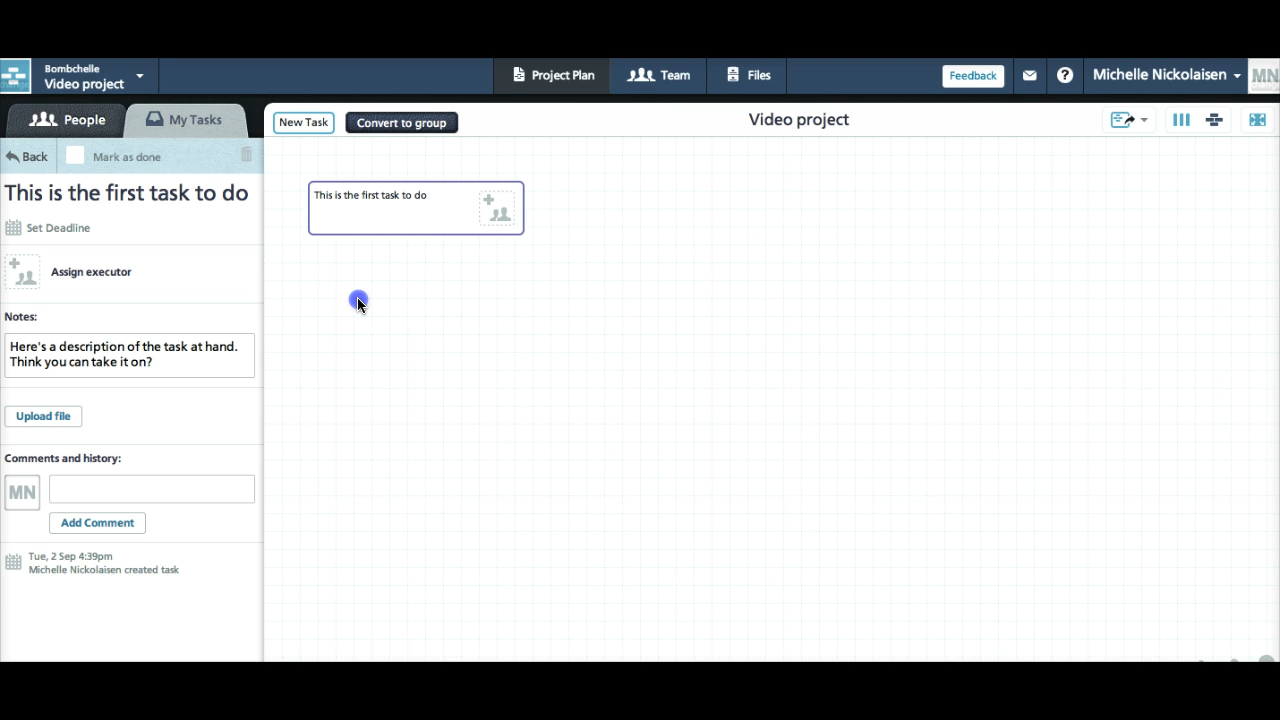 Bombchelle
Video project
Project Plan
Team
Files
Feedback
Michelle Nickolaisen
MN
People
My Tasks
New Task
Convert to group
Video project
Back
Mark as done
This is the first task to do
Set Deadline
Assign executor
Notes:
Here's a description of the task at hand.
Think you can take it on?
Upload file
Comments and history:
MN
Add Comment
Tue, 2 Sep 4:39pm
Michelle Nickolaisen created task
This is the first task to do